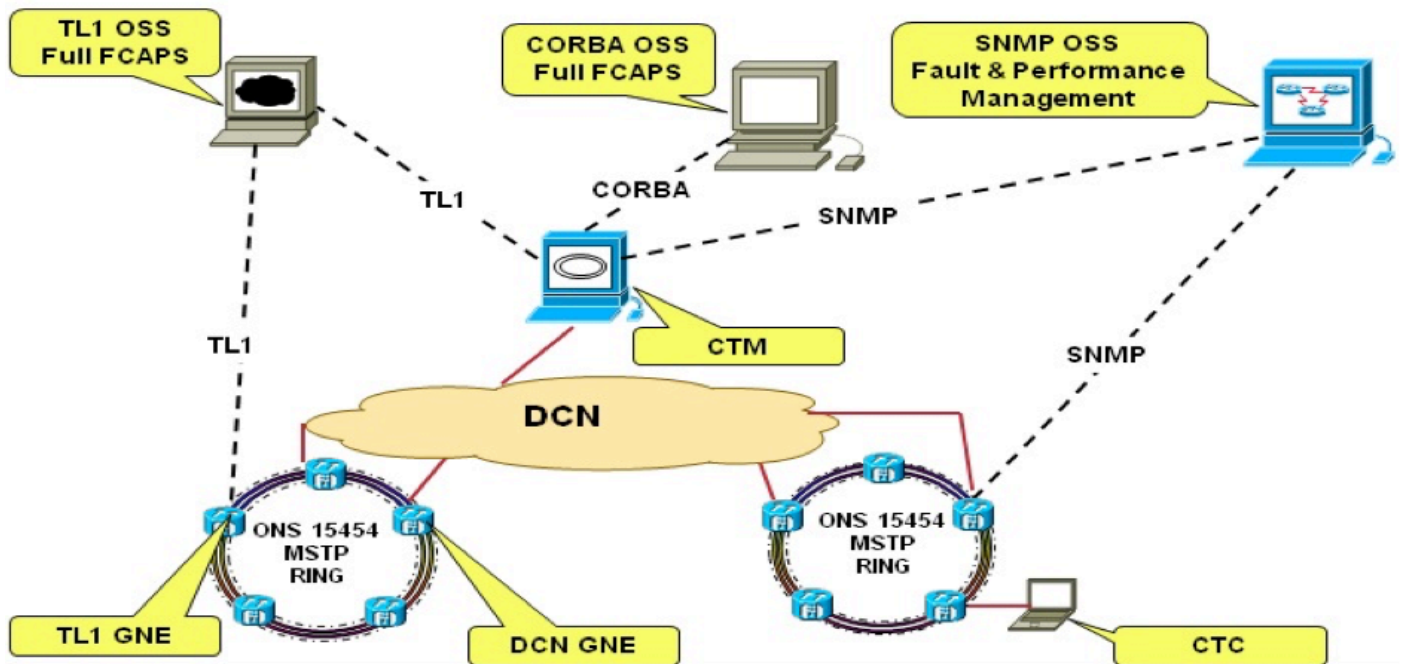 TL1 OSS
Full FCAPS
CORBA OSS
Full FCAPS
SNMP OSS
Fault & Performance
Management
TL1
CORBA
SNMP
CTM
TL1
SNMP
DCN
ONS 15454
MSTP
RING
ONS 15454
MSTP
RING
TL1 GNE
DCN GNE
CTC